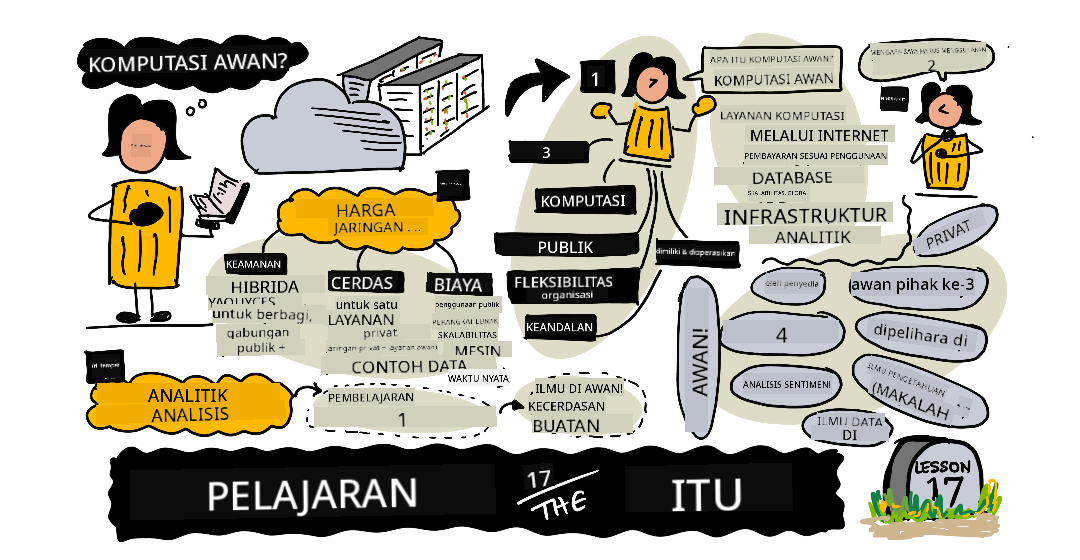 KOMPUTASI AWAN?
HARGA
JARINGAN ...
KEAMANAN
HIBRIDA
untuk berbagi,
gabungan
publik +
CERDAS
untuk satu
LAYANAN
privat
jaringan privat + layanan awan)
CONTOH DATA
BIAYA
penggunaan publik
PERANGKAT LUNAK
SKALABILITAS
MESIN
WAKTU NYATA
di tempat
ANALITIK
ANALISIS
PEMBELAJARAN
1
ILMU DI AWAN!
KECERDASAN
BUATAN
1
3
KOMPUTASI
PUBLIK
FLEKSIBILITAS
organisasi
KEANDALAN
dimiliki & dioperasikan
APA ITU KOMPUTASI AWAN?
KOMPUTASI AWAN
LAYANAN KOMPUTASI
MELALUI INTERNET
PEMBAYARAN SESUAI PENGGUNAAN
DATABASE
SKALABILITAS GLOBAL
INFRASTRUKTUR
ANALITIK
MENGAPA SAYA HARUS MENGGUNAKAN
2
PRIVAT
AWAN!
oleh penyedia
awan pihak ke-3
4
dipelihara di
ANALISIS SENTIMEN!
ILMU PENGETAHUAN
(MAKALAH
ILMU DATA
DI
PELAJARAN
17
THE
ITU
LESSON
17